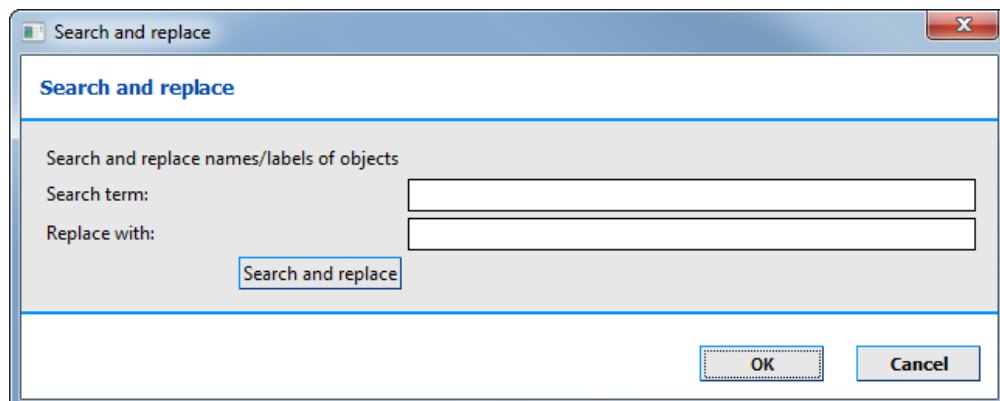 Search and replace
Search and replace
Search and replace names/labels of objects
Search term:
Replace with:
Search and replace
OK Cancel